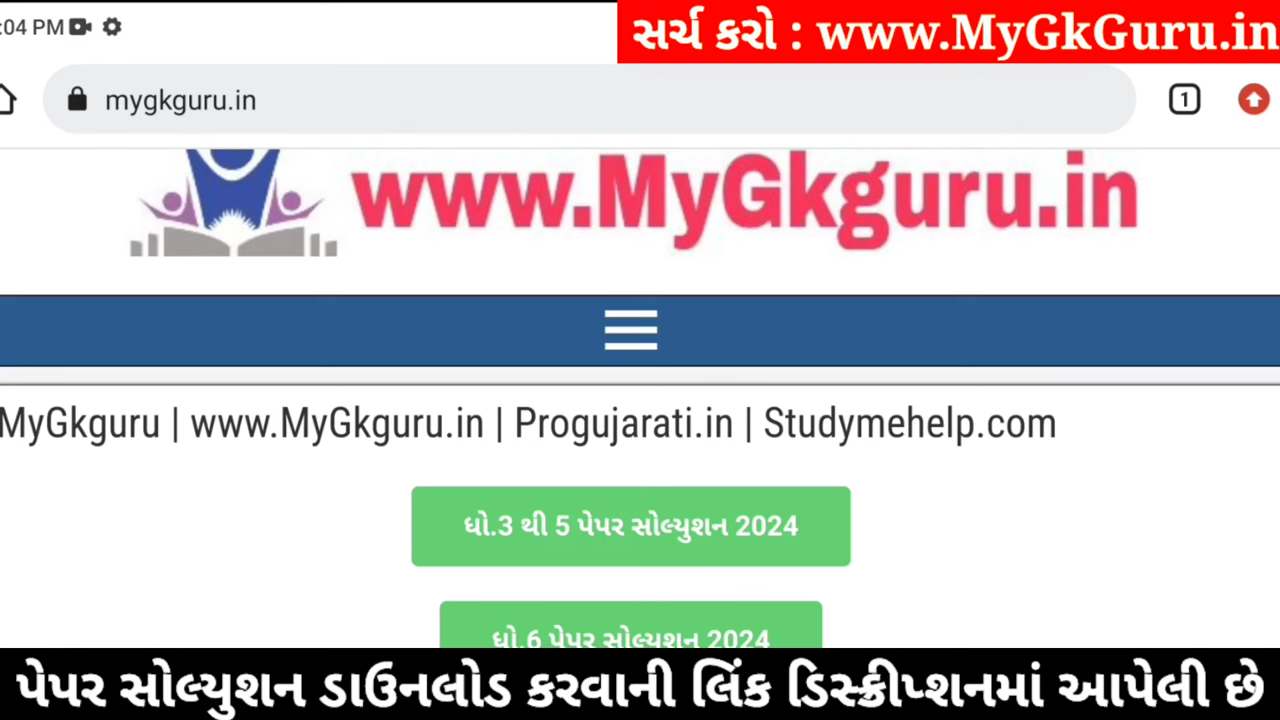 :04 PM
સર્ચ કરો : www.MyGkGuru.in
mygkguru.in
1
www.MyGkguru.in
MyGkguru | www.MyGkguru.in | Progujarati.in | Studymehelp.com
ધો.3 થી 5 પેપર સોલ્યુશન 2024
ધો.6 પેપર સોલ્યુશન 2024
પેપર સોલ્યુશન ડાઉનલોડ કરવાની લિંક ડિસ્ક્રીપ્શનમાં આપેલી છે